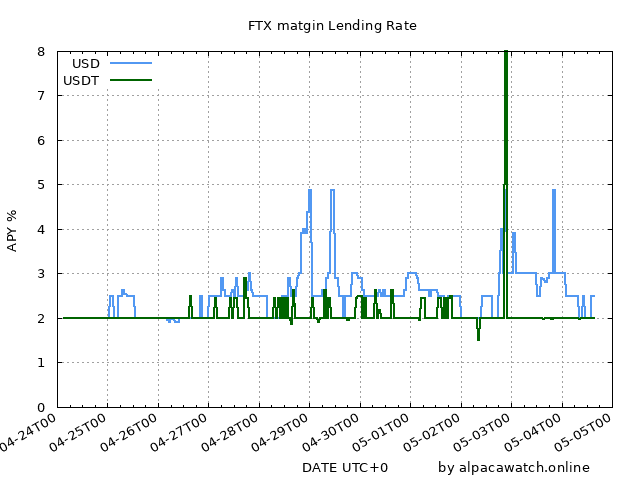 FTX matgin Lending Rate
USD
USDT
8
7
6
5
4
3
2
1
0
APY %
04-24T00
04-25T00
04-26T00
04-27T00
04-28T00
04-29T00
04-30T00
05-01T00
05-02T00
05-03T00
05-04T00
05-05T00
DATE UTC+0
by alpacawatch.online